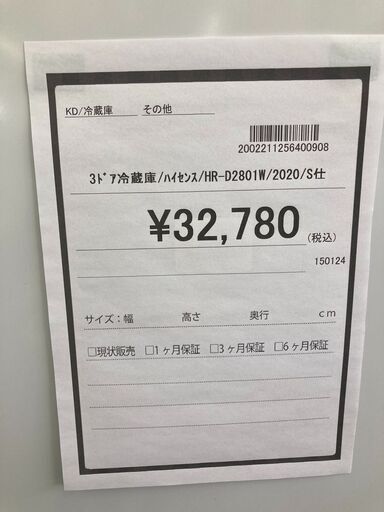 KD/冷蔵庫 その他
2002211256400908
3ﾄﾞｱ冷蔵庫/ﾊｲｾﾝｽ/HR-D2801W/2020/S仕
¥32,780(税込)
150124
サイズ:幅 高さ 奥行 cm
□現状販売 □1ヶ月保証 □3ヶ月保証 □6ヶ月保証